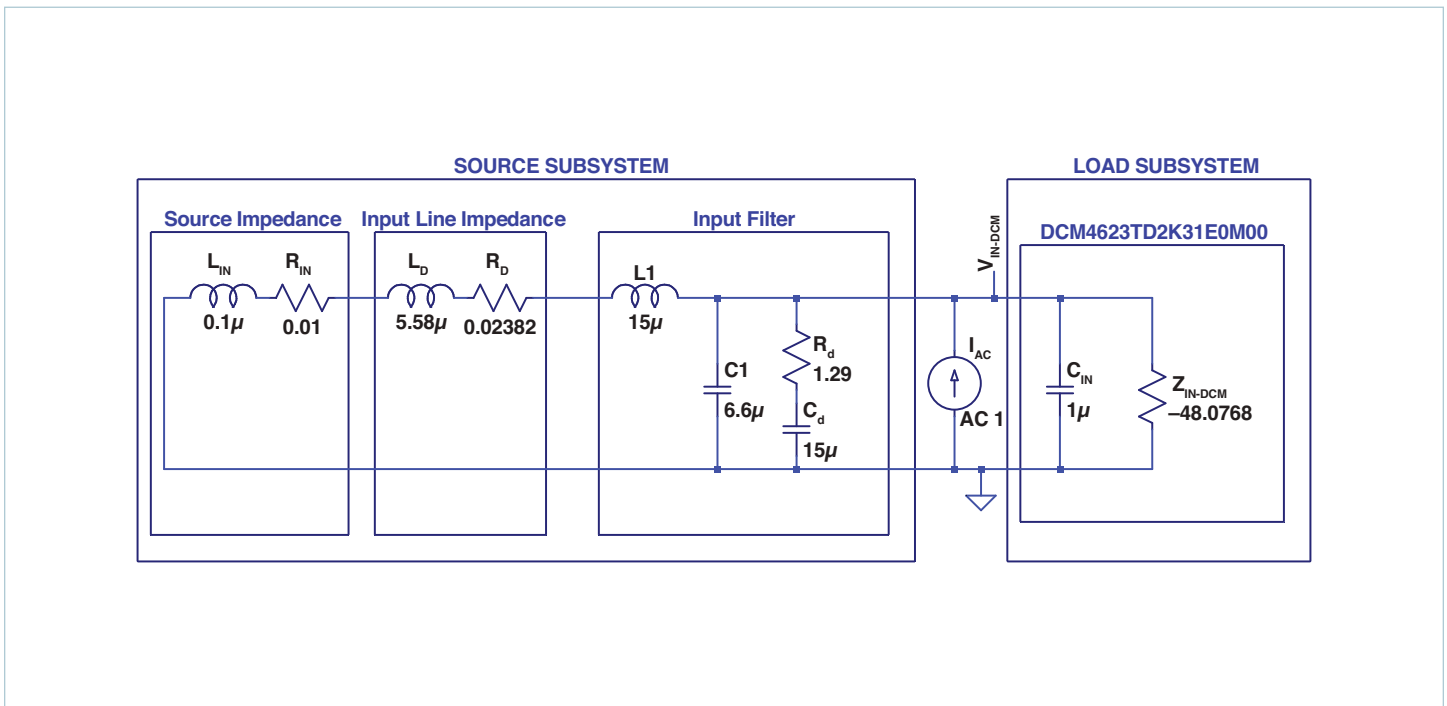 SOURCE SUBSYSTEM
LOAD SUBSYSTEM
Source Impedance
Input Line Impedance
Input Filter
DCM4623TD2K31E0M00
L_IN
0.1µ
R_IN
0.01
L_D
5.58µ
R_D
0.02382
L1
15µ
C1
6.6µ
R_d
1.29
C_d
15µ
I_AC
AC 1
V_IN-DCM
C_IN
1µ
Z_IN-DCM
–48.0768